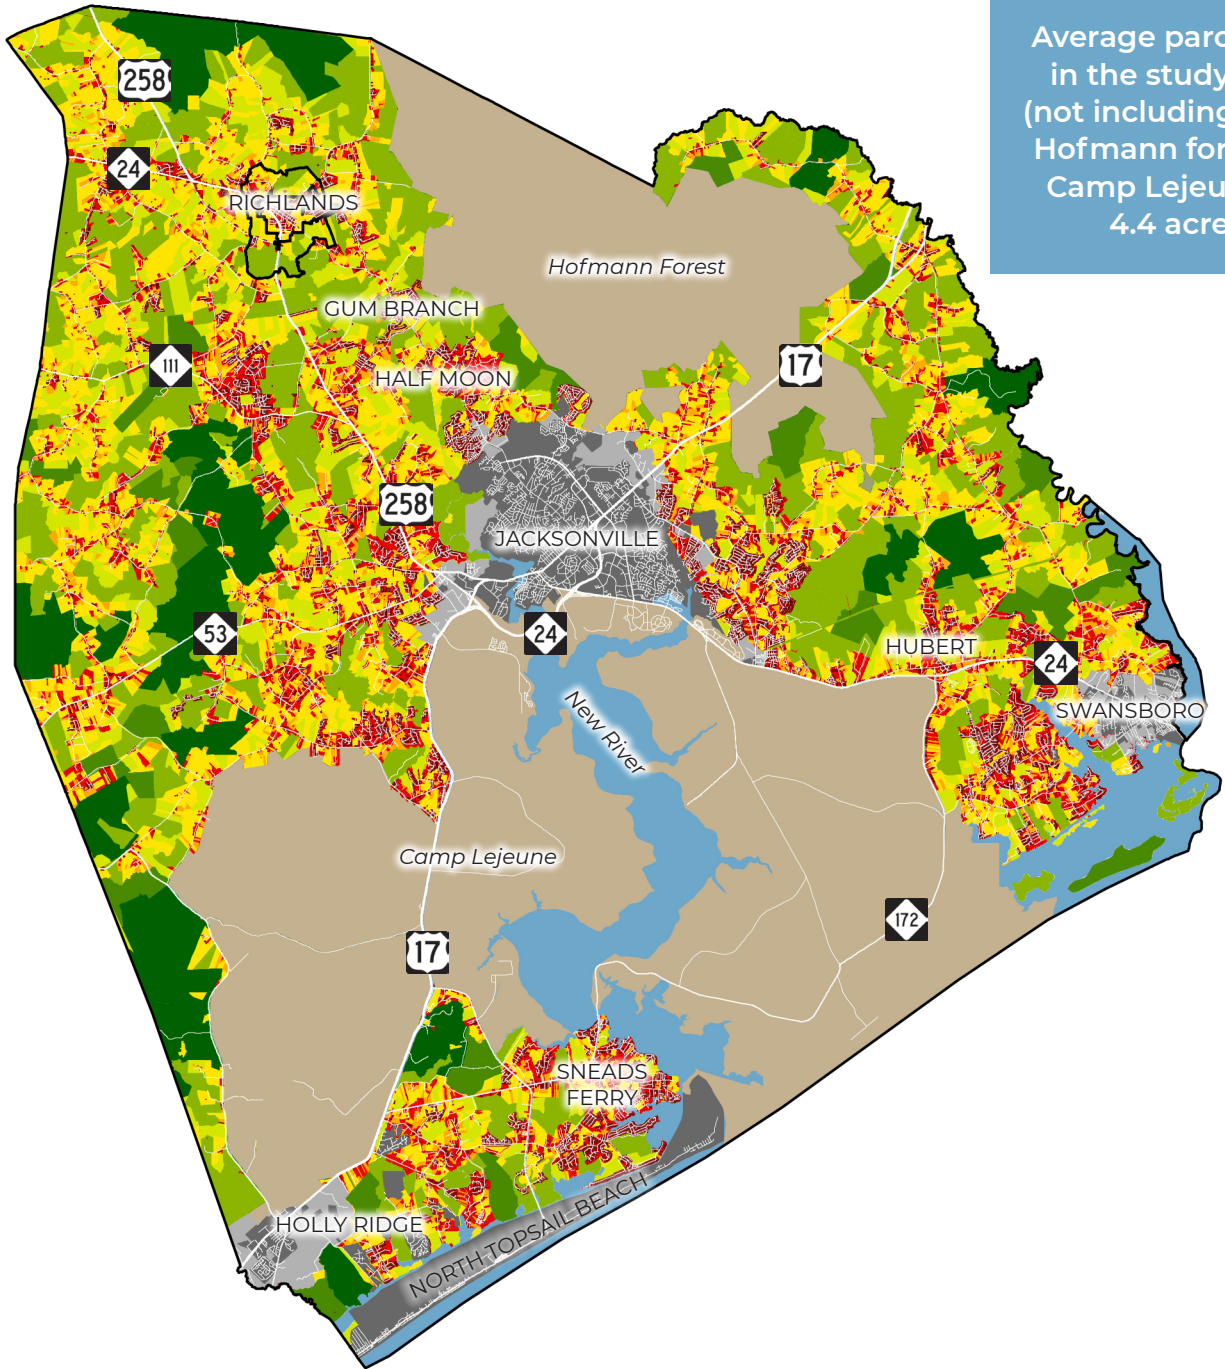 Average parc
in the study
(not including
Hofmann for
Camp Lejeu
4.4 acre
258
24
RICHLANDS
Hofmann Forest
GUM BRANCH
111
HALF MOON
17
258
JACKSONVILLE
53
24
HUBERT
24
SWANSBORO
New River
Camp Lejeune
172
17
SNEADS
FERRY
HOLLY RIDGE
NORTH TOPSAIL BEACH